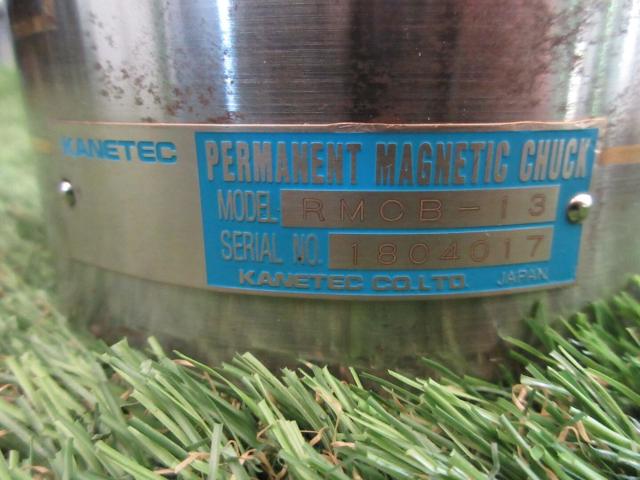 KANETEC
PERMANENT MAGNETIC CHUCK
MODEL RMCB-13
SERIAL NO. 1804017
KANETEC CO.LTD. JAPAN